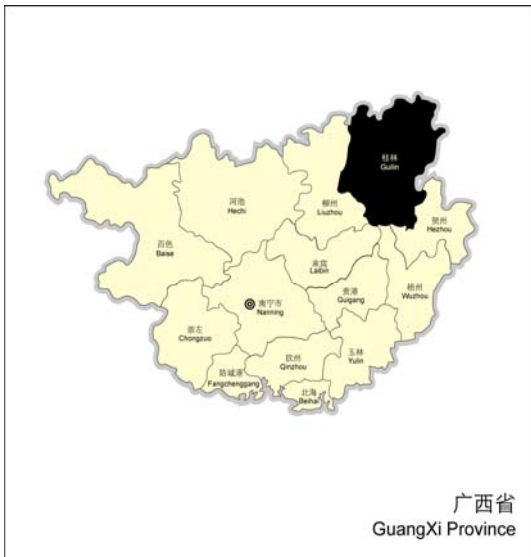 桂林
Guilin
河池
Hechi
柳州
Liuzhou
贺州
Hezhou
百色
Baise
来宾
Laibin
贵港
Guigang
梧州
Wuzhou
南宁市
Nanning
崇左
Chongzuo
玉林
Yulin
钦州
Qinzhou
防城港
Fangchenggang
北海
Beihai
广西省
GuangXi Province